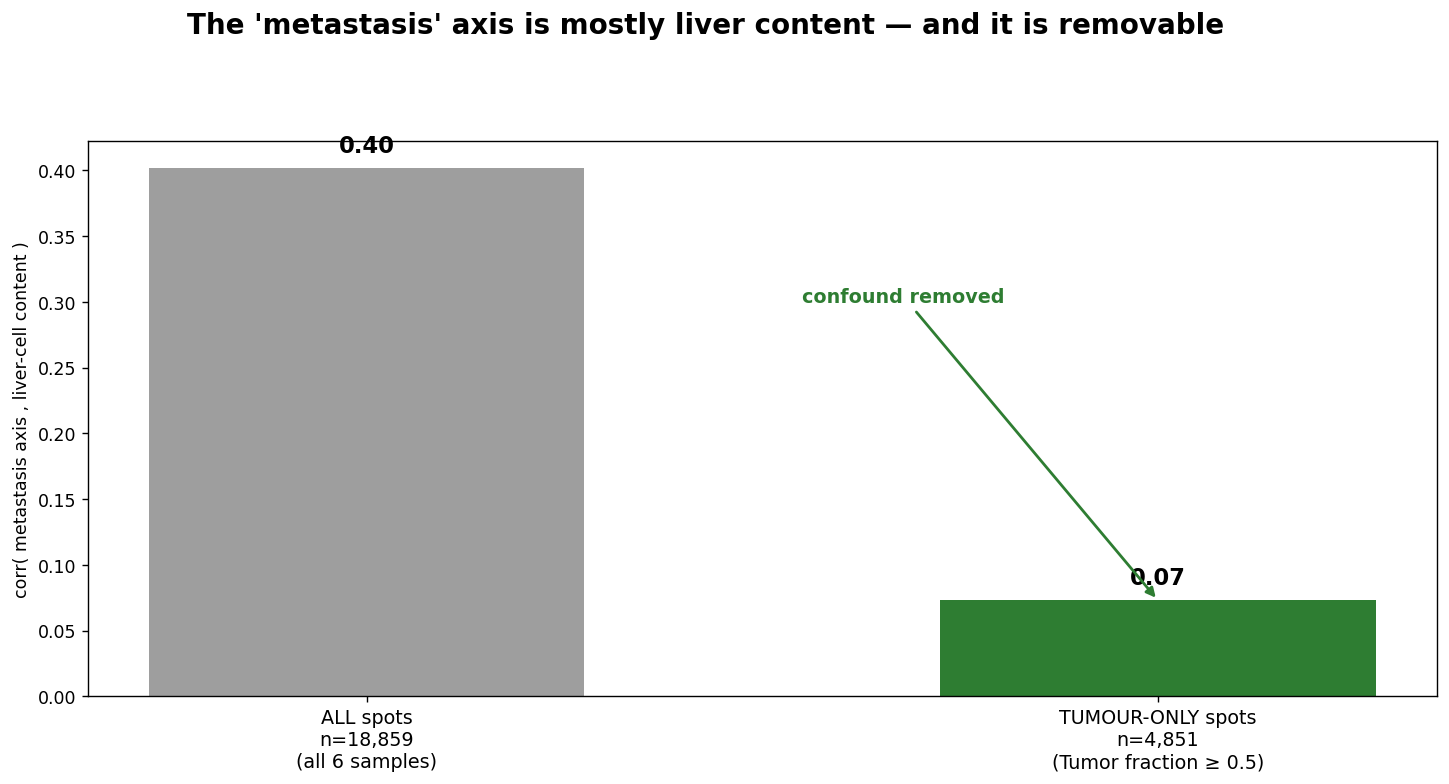 The 'metastasis' axis is mostly liver content — and it is removable
corr( metastasis axis , liver-cell content )
0.40
0.35
0.30
0.25
0.20
0.15
0.10
0.05
0.00
0.40
confound removed
0.07
ALL spots
n=18,859
(all 6 samples)
TUMOUR-ONLY spots
n=4,851
(Tumor fraction ≥ 0.5)